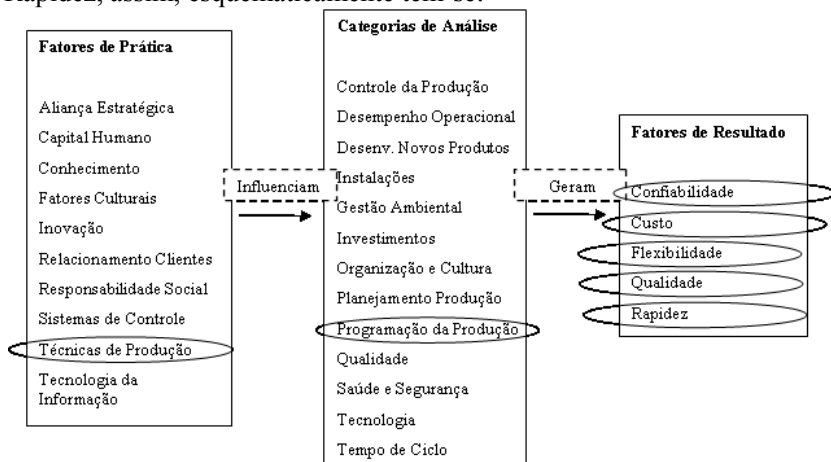 Rapidez, assim, esquematicamente tem-se:
Fatores de Prática
Aliança Estratégica
Capital Humano
Conhecimento
Fatores Culturais
Inovação
Relacionamento Clientes
Responsabilidade Social
Sistemas de Controle
Técnicas de Produção
Tecnologia da
Informação
Influenciam
Categorias de Análise
Controle da Produção
Desempenho Operacional
Desenv. Novos Produtos
Instalações
Gestão Ambiental
Investimentos
Organização e Cultura
Planejamento Produção
Programação da Produção
Qualidade
Saúde e Segurança
Tecnologia
Tempo de Ciclo
Geram
Fatores de Resultado
Confiabilidade
Custo
Flexibilidade
Qualidade
Rapidez